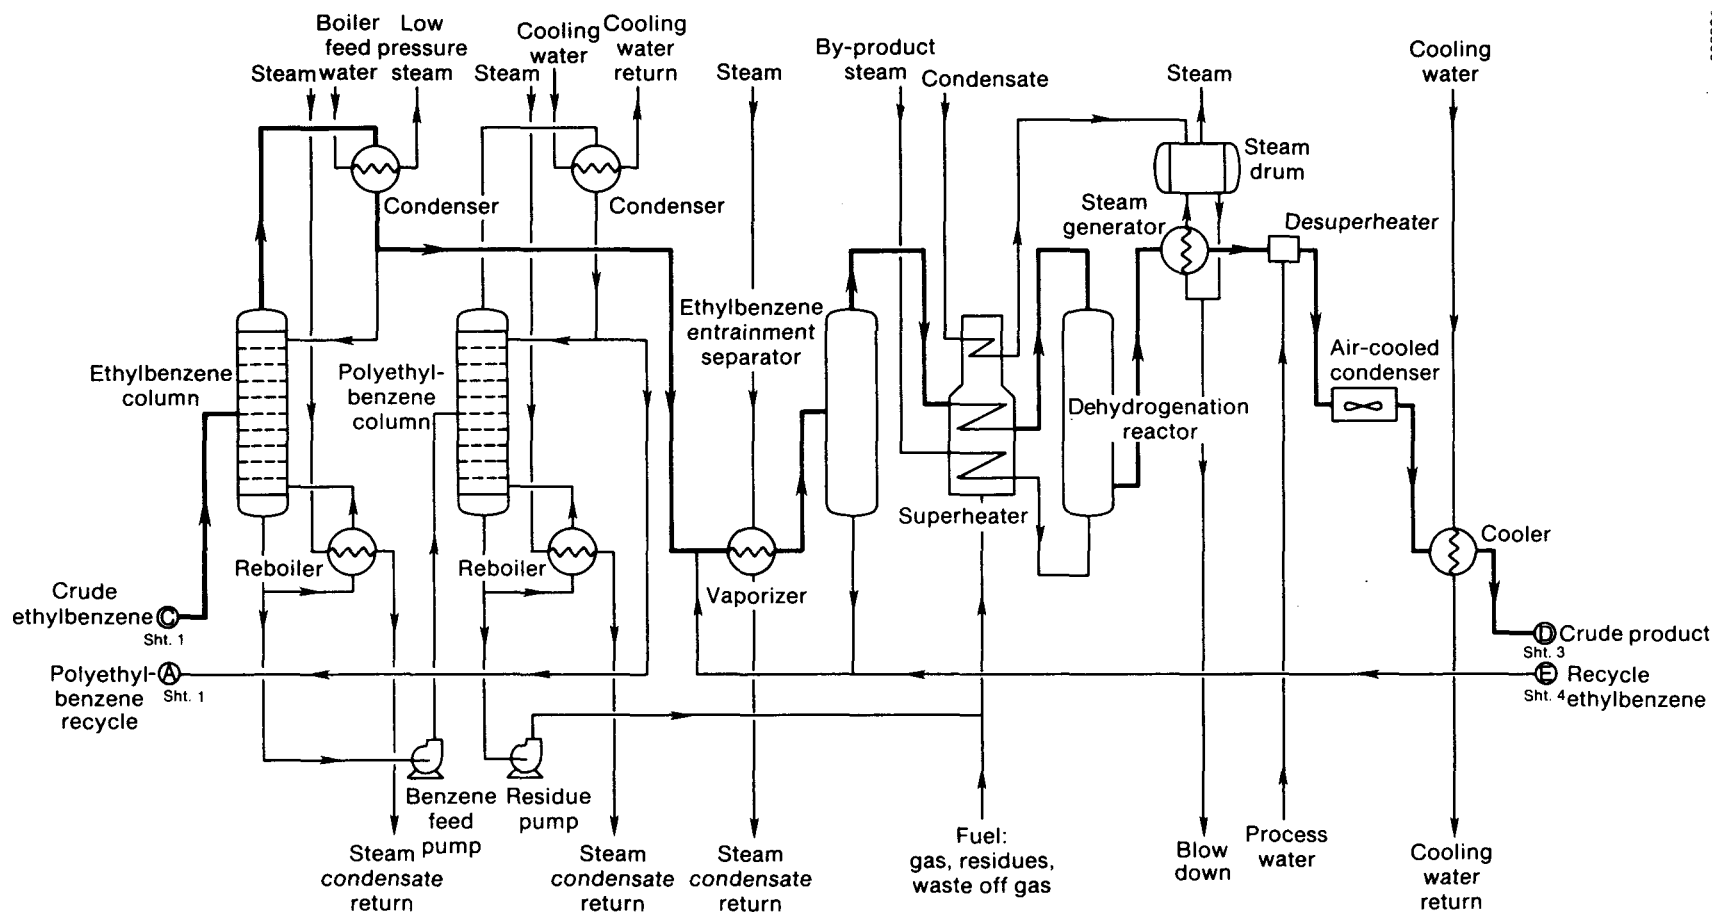 Boiler
feed
water
Low
pressure
steam
Cooling
water
Cooling
water
return
Steam
Steam
Steam
By-product
steam
Condensate
Steam
Cooling
water
Steam
drum
Condenser
Condenser
Steam
generator
Desuperheater
Ethylbenzene
entrainment
separator
Ethylbenzene
column
Polyethyl-
benzene
column
Air-cooled
condenser
Dehydrogenation
reactor
Superheater
Cooler
Reboiler
Reboiler
Vaporizer
Crude
ethylbenzene C
Sht. 1
D Crude product
Sht. 3
Polyethyl-
benzene
recycle
A
Sht. 1
E Recycle
ethylbenzene
Sht. 4
Benzene
feed
pump
Residue
pump
Steam
condensate
return
Steam
condensate
return
Steam
condensate
return
Fuel:
gas, residues,
waste off gas
Blow
down
Process
water
Cooling
water
return